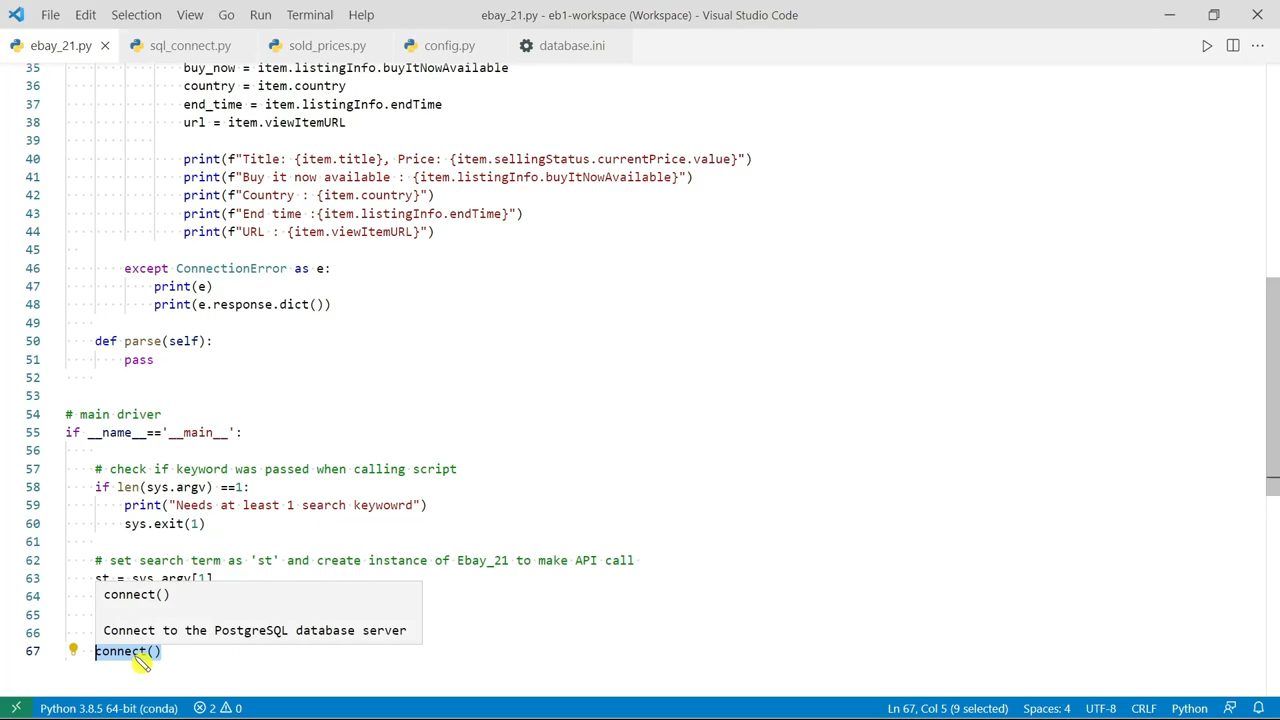 File Edit Selection View Go Run Terminal Help ebay_21.py - eb1-workspace (Workspace) - Visual Studio Code
ebay_21.py sql_connect.py sold_prices.py config.py database.ini
35 buy_now = item.listingInfo.buyItNowAvailable
36 country = item.country
37 end_time = item.listingInfo.endTime
38 url = item.viewItemURL
39
40 print(f"Title: {item.title}, Price: {item.sellingStatus.currentPrice.value}")
41 print(f"Buy it now available : {item.listingInfo.buyItNowAvailable}")
42 print(f"Country : {item.country}")
43 print(f"End time :{item.listingInfo.endTime}")
44 print(f"URL : {item.viewItemURL}")
45
46 except ConnectionError as e:
47 print(e)
48 print(e.response.dict())
49
50 def parse(self):
51 pass
52
53
54 # main driver
55 if __name__=='__main__':
56
57 # check if keyword was passed when calling script
58 if len(sys.argv) ==1:
59 print("Needs at least 1 search keywowrd")
60 sys.exit(1)
61
62 # set search term as 'st' and create instance of Ebay_21 to make API call
63 st = sys.argv[1]
64 connect()
65
66 Connect to the PostgreSQL database server
67 connect()
Python 3.8.5 64-bit (conda) 2 0 Ln 67, Col 5 (9 selected) Spaces: 4 UTF-8 CRLF Python